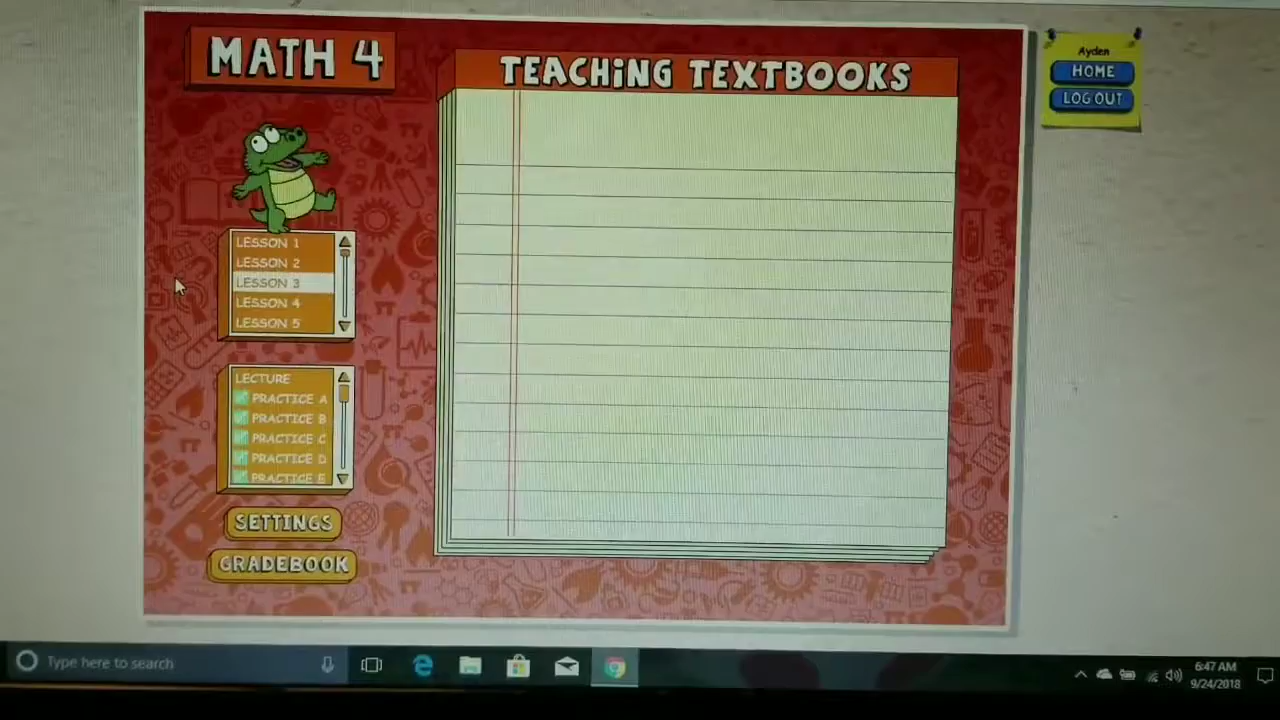 MATH 4
TEACHING TEXTBOOKS
Ayden
HOME
LOG OUT
LESSON 1
LESSON 2
LESSON 3
LESSON 4
LESSON 5
LECTURE
PRACTICE A
PRACTICE B
PRACTICE C
PRACTICE D
PRACTICE E
SETTINGS
GRADEBOOK
Type here to search
6:47 AM
9/24/2018